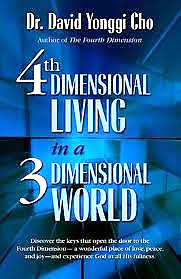 Dr. David Yonggi Cho
Author of The Fourth Dimension
4th
DIMENSIONAL
LIVING
in a
3 DIMENSIONAL
WORLD
Discover the keys that open the door to the
Fourth Dimension—a wonderful place of love, peace,
and joy—and experience God in all His fullness.